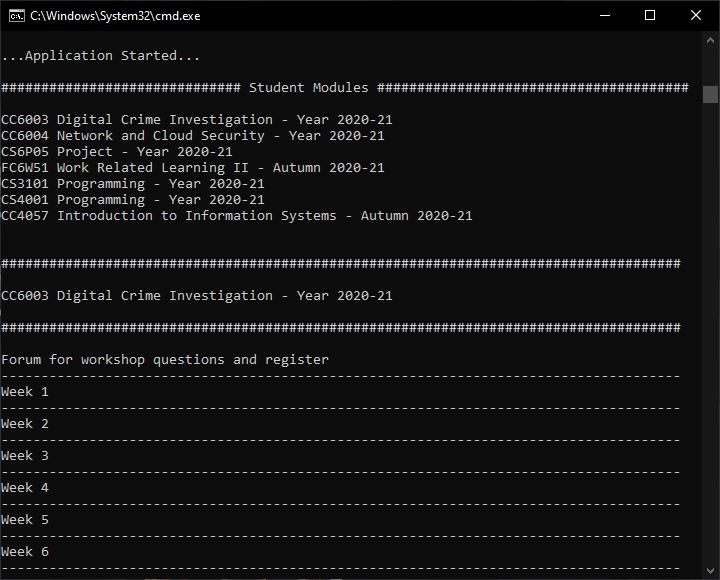 C:\Windows\System32\cmd.exe
...Application Started...
############################## Student Modules #######################################
CC6003 Digital Crime Investigation - Year 2020-21
CC6004 Network and Cloud Security - Year 2020-21
CS6P05 Project - Year 2020-21
FC6W51 Work Related Learning II - Autumn 2020-21
CS3101 Programming - Year 2020-21
CS4001 Programming - Year 2020-21
CC4057 Introduction to Information Systems - Autumn 2020-21
#####################################################################################
CC6003 Digital Crime Investigation - Year 2020-21
#####################################################################################
Forum for workshop questions and register
-------------------------------------------------------------------------------------
Week 1
-------------------------------------------------------------------------------------
Week 2
-------------------------------------------------------------------------------------
Week 3
-------------------------------------------------------------------------------------
Week 4
-------------------------------------------------------------------------------------
Week 5
-------------------------------------------------------------------------------------
Week 6
-------------------------------------------------------------------------------------